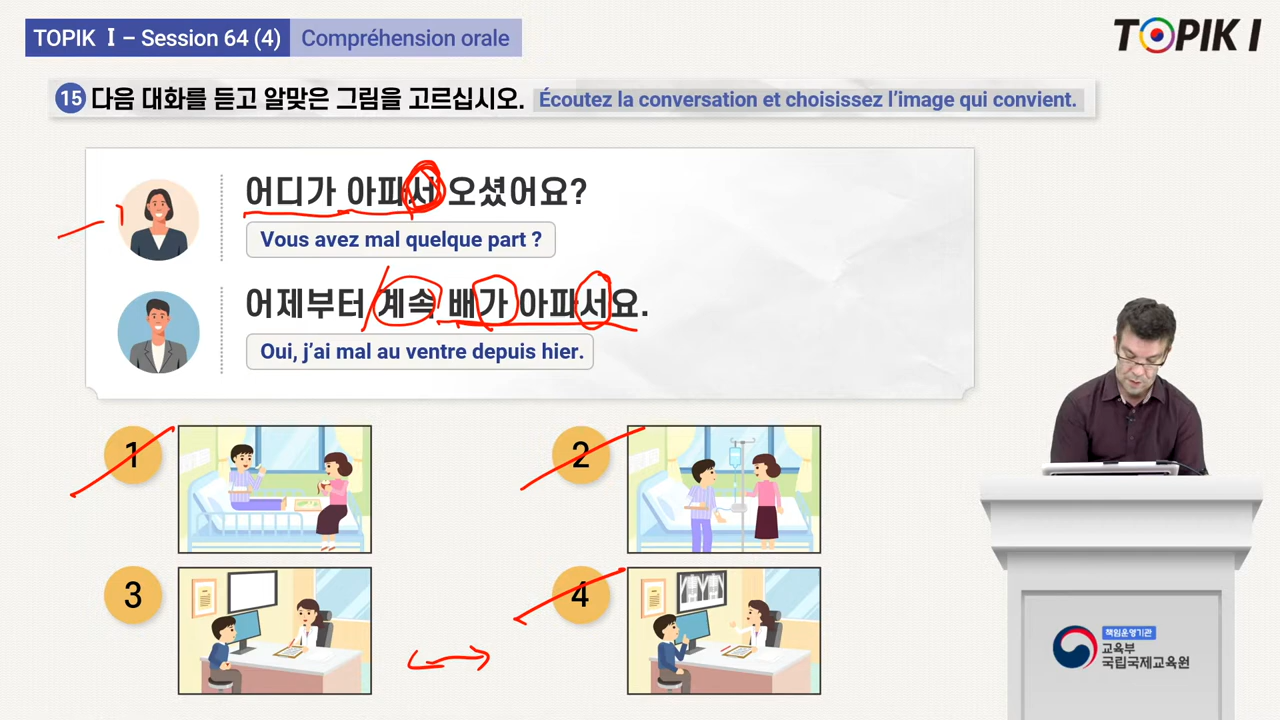 TOPIK Ⅰ – Session 64 (4) Compréhension orale
TOPIK I
15 다음 대화를 듣고 알맞은 그림을 고르십시오. Écoutez la conversation et choisissez l'image qui convient.
어디가 아파서 오셨어요?
Vous avez mal quelque part ?
어제부터 계속 배가 아파서요.
Oui, j'ai mal au ventre depuis hier.
1
2
3
4
책임운영기관
교육부
국립국제교육원